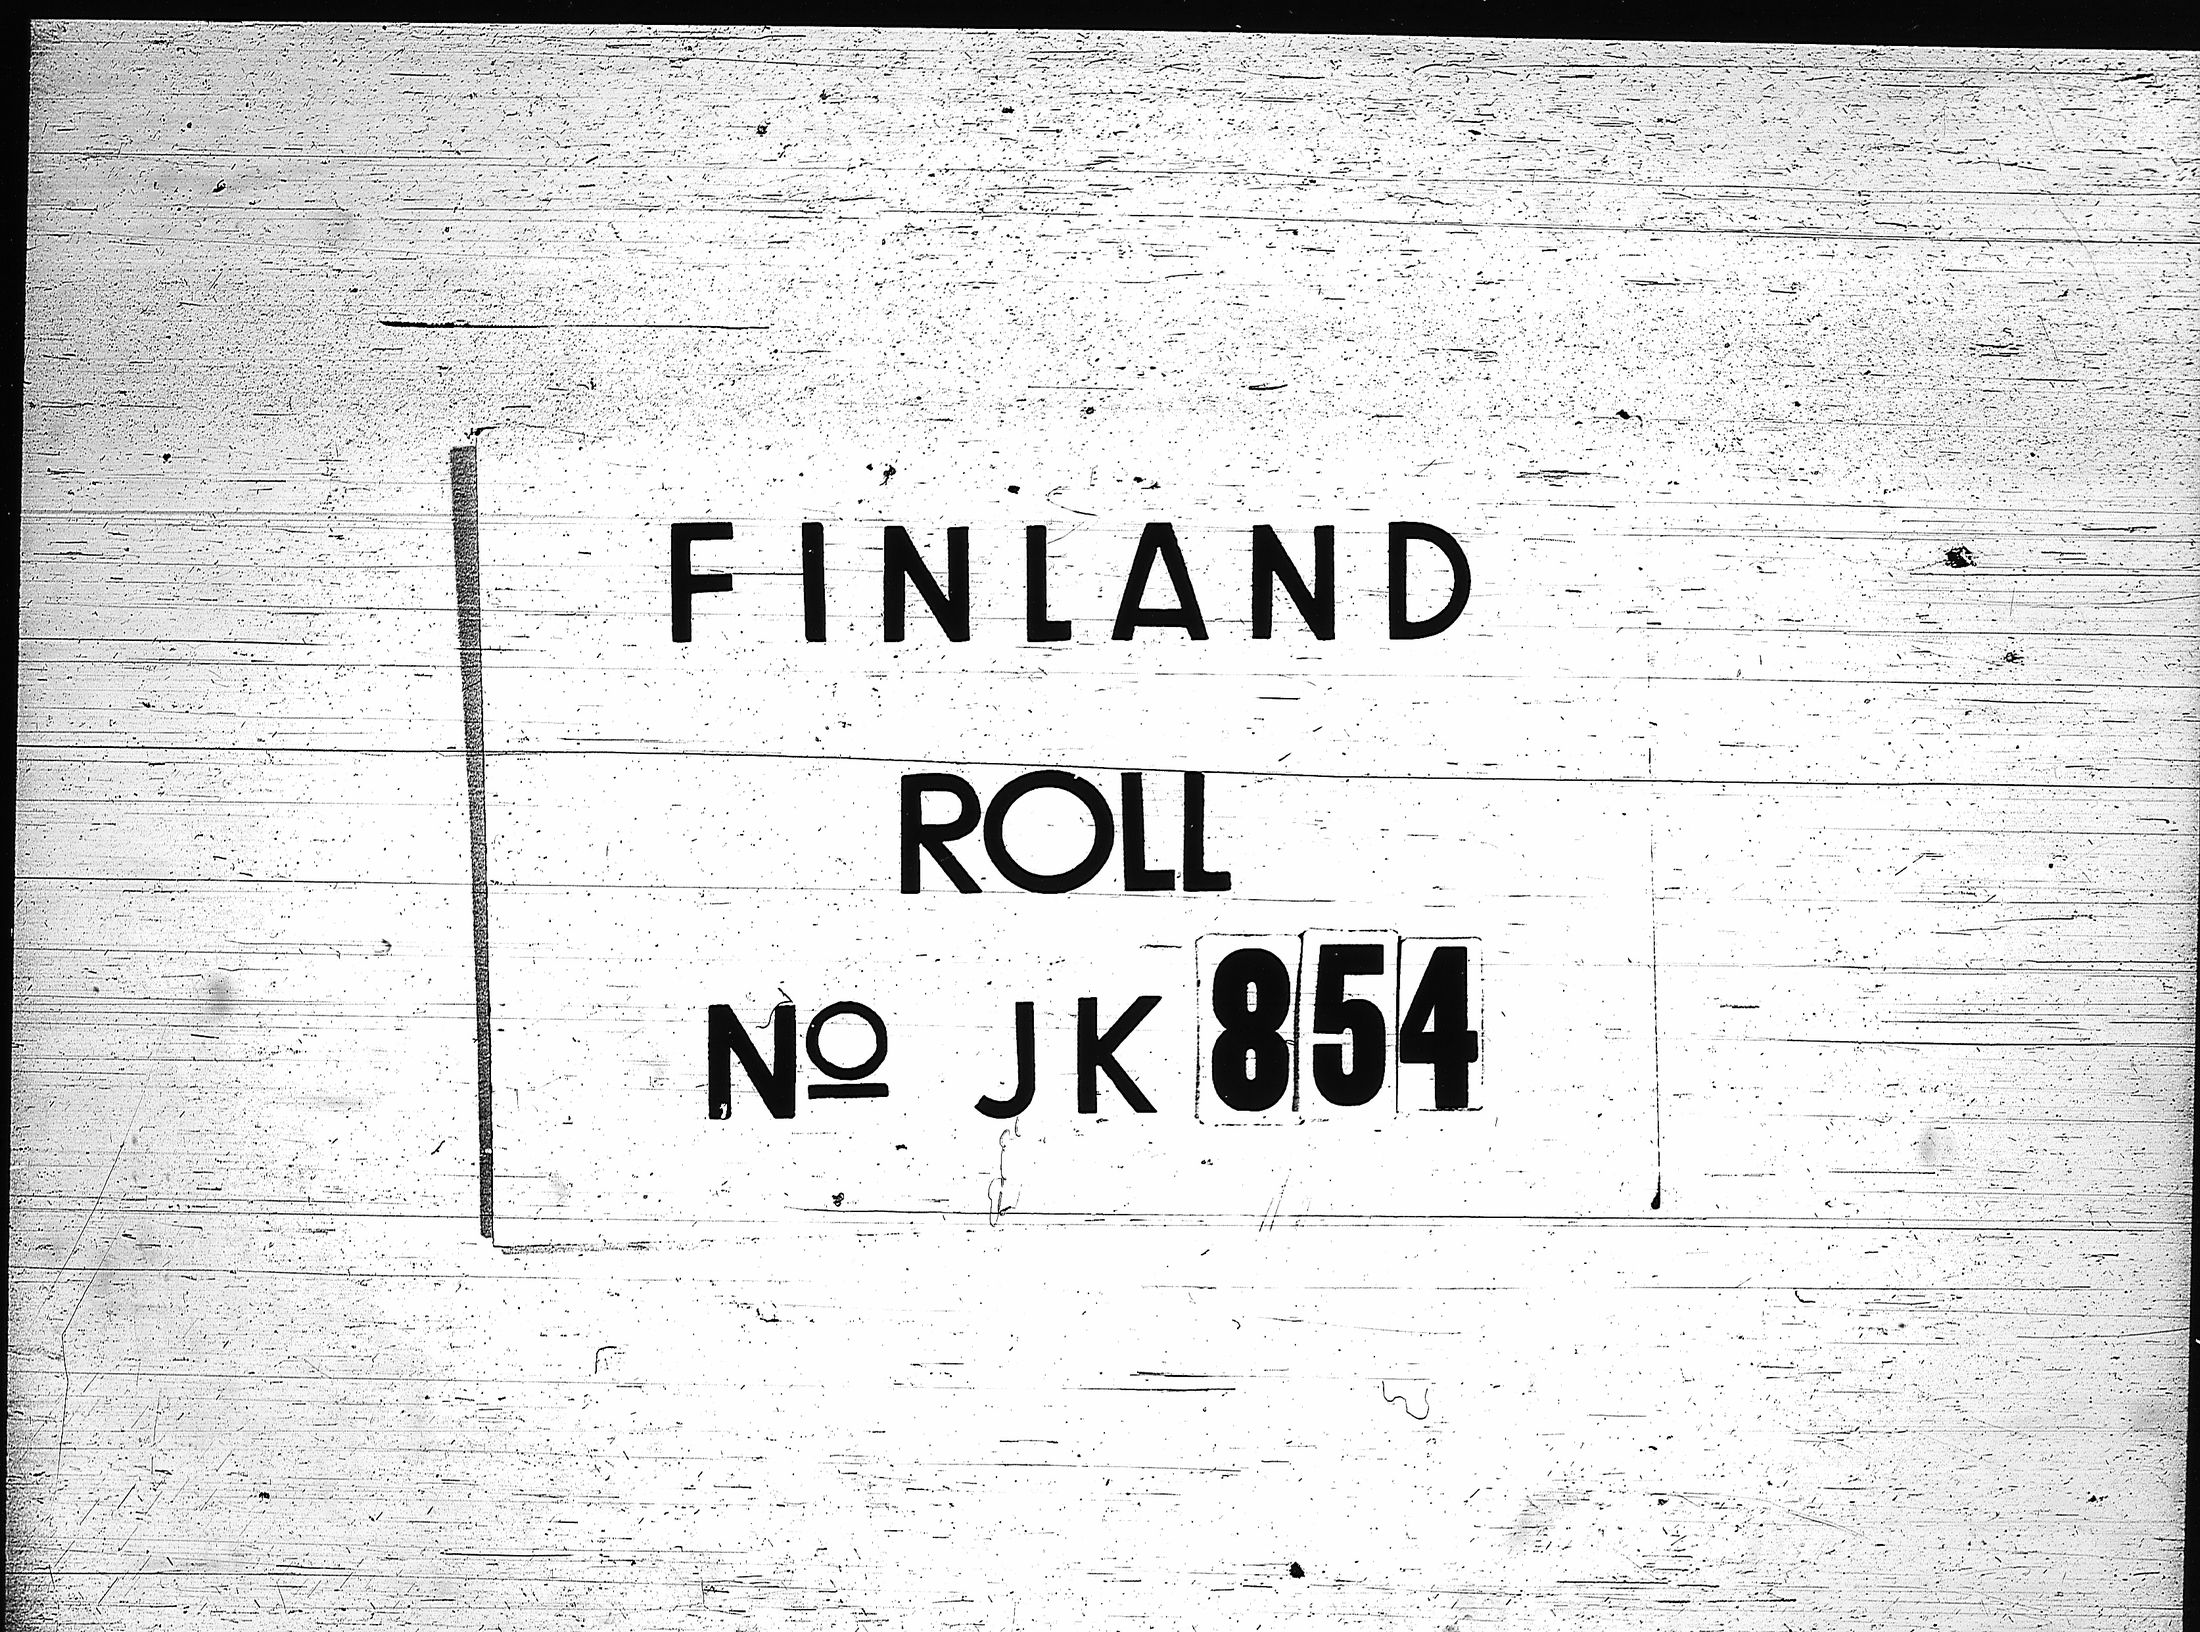 FINLAND
ROLL
Nº JK 854